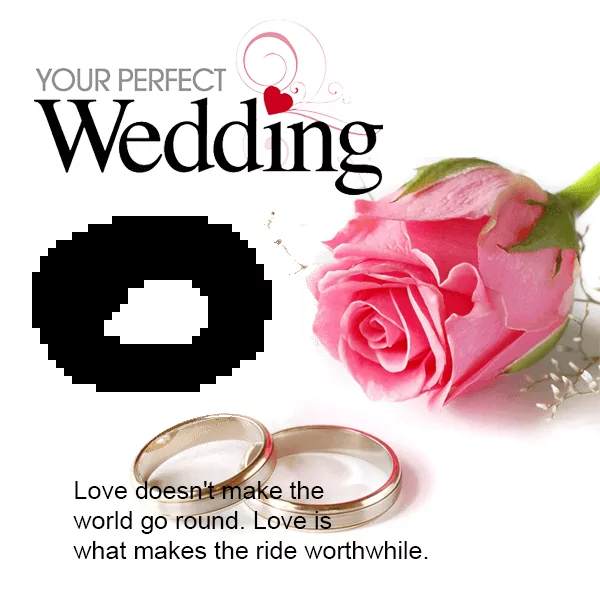 YOUR PERFECT
Wedding
Love doesn't make the
world go round. Love is
what makes the ride worthwhile.